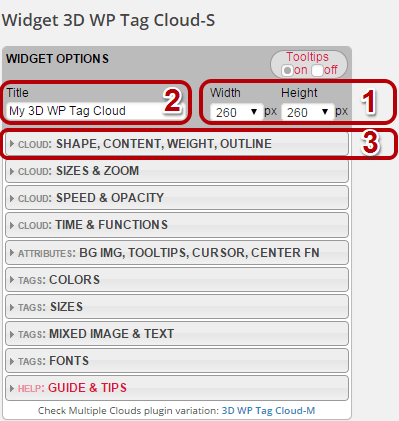 Widget 3D WP Tag Cloud-S
WIDGET OPTIONS
Tooltips
on off
Title
2
Width Height
1
My 3D WP Tag Cloud
260 px 260 px
CLOUD: SHAPE, CONTENT, WEIGHT, OUTLINE
3
CLOUD: SIZES & ZOOM
CLOUD: SPEED & OPACITY
CLOUD: TIME & FUNCTIONS
ATTRIBUTES: BG IMG, TOOLTIPS, CURSOR, CENTER FN
TAGS: COLORS
TAGS: SIZES
TAGS: MIXED IMAGE & TEXT
TAGS: FONTS
HELP: GUIDE & TIPS
Check Multiple Clouds plugin variation: 3D WP Tag Cloud-M